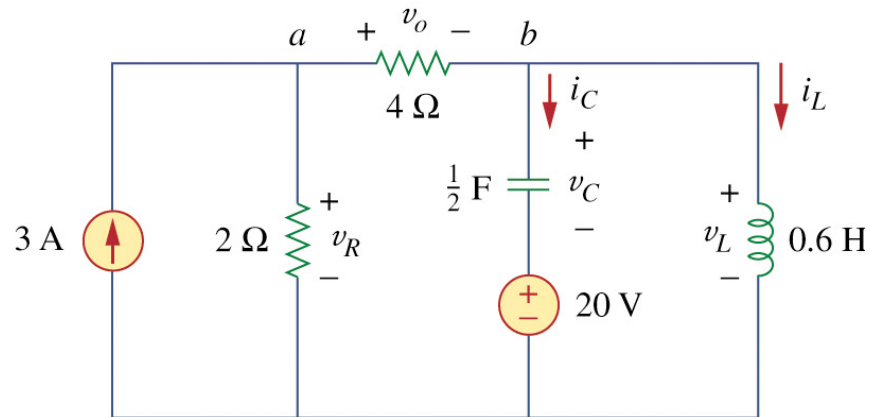 a + v_o − b
4 Ω
i_C
i_L
+
1/2 F v_C
−
3 A
2 Ω
+
v_R
−
+
v_L
−
0.6 H
+
−
20 V